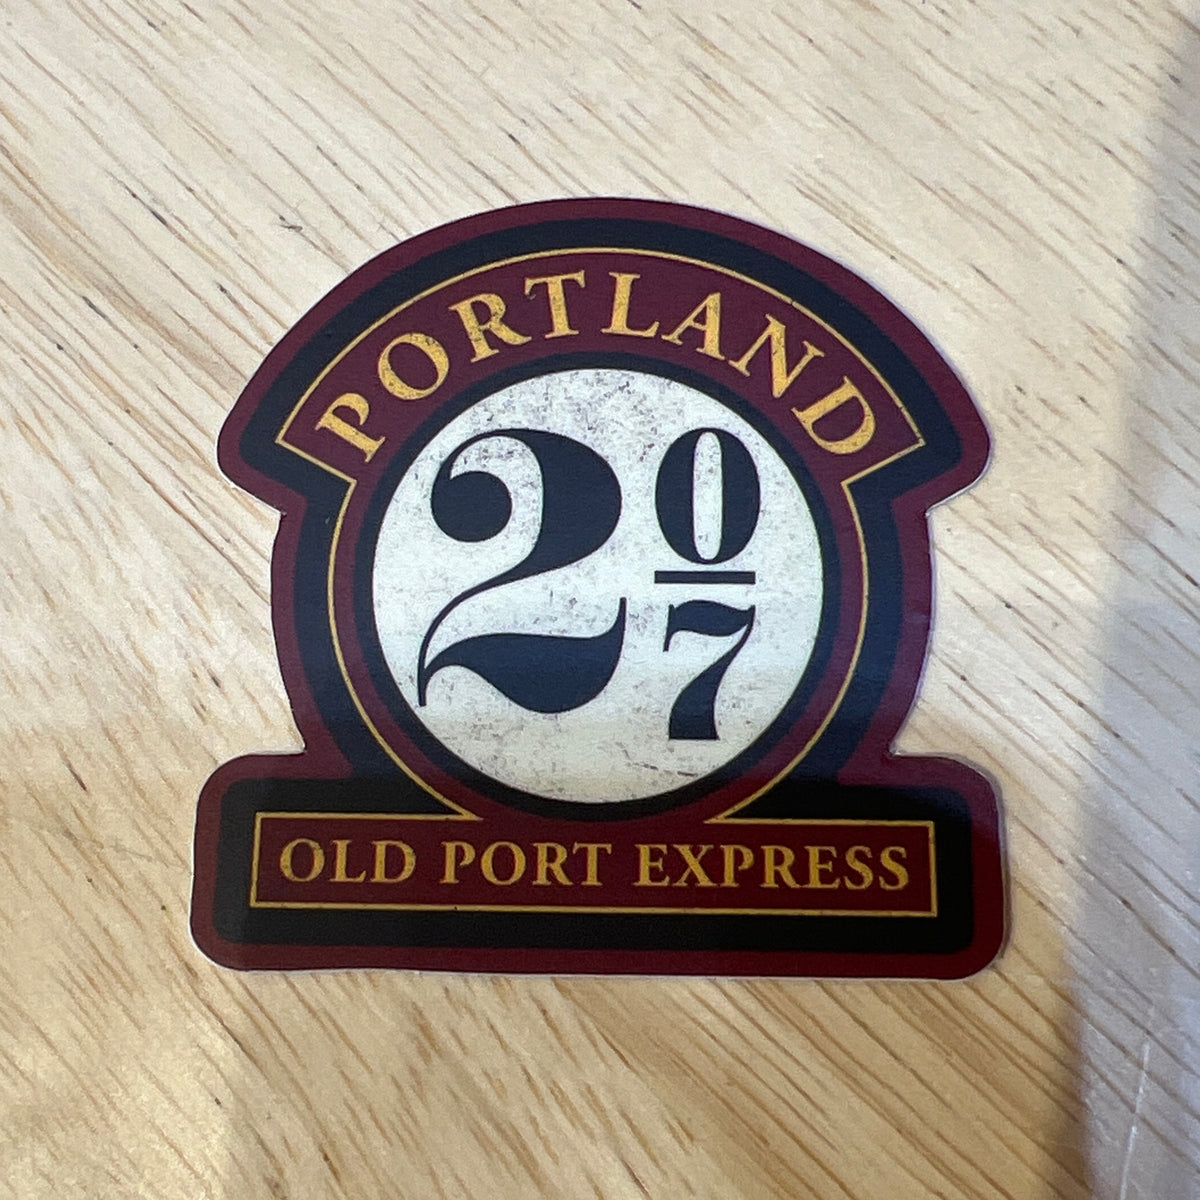 PORTLAND
2 0/7
OLD PORT EXPRESS